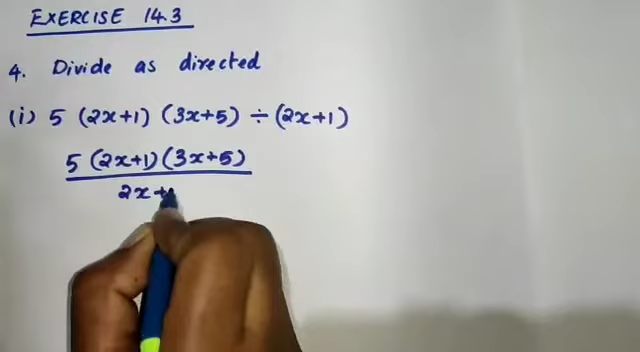 EXERCISE 14.3
4. Divide as directed
(i) 5 (2x+1) (3x+5) ÷ (2x+1)
5 (2x+1) (3x+5)
2x+